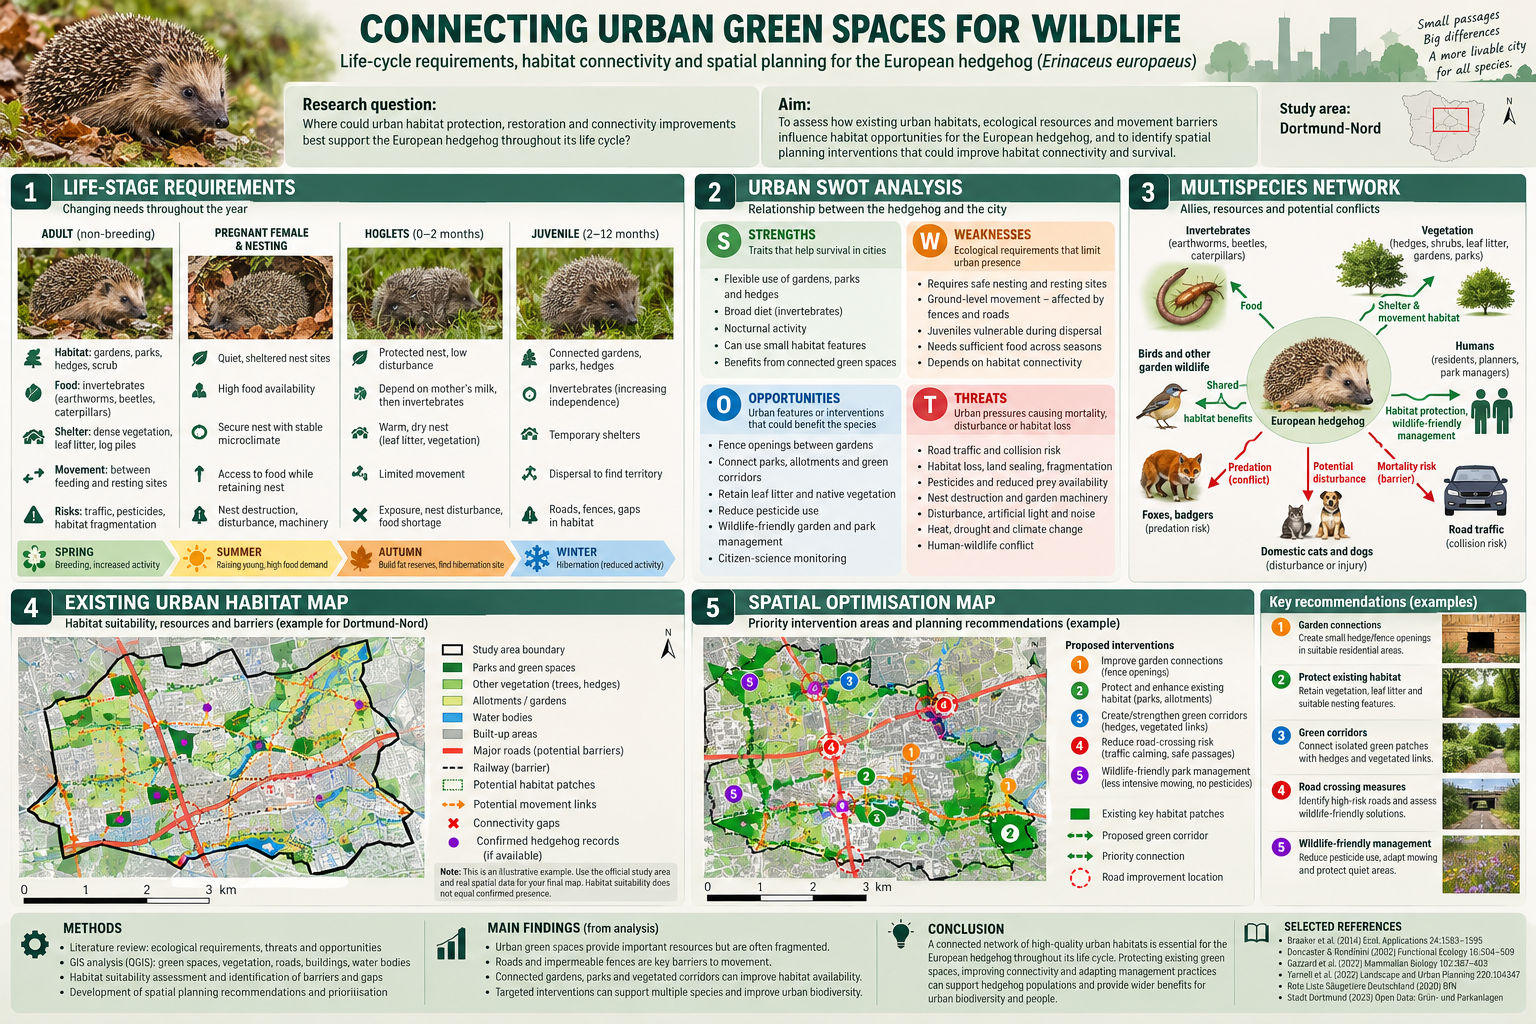 CONNECTING URBAN GREEN SPACES FOR WILDLIFE
Life-cycle requirements, habitat connectivity and spatial planning for the European hedgehog (Erinaceus europaeus)
Small passages
Big differences
A more livable city
for all species.
Research question:
Where could urban habitat protection, restoration and connectivity improvements
best support the European hedgehog throughout its life cycle?
Aim:
To assess how existing urban habitats, ecological resources and movement barriers
influence habitat opportunities for the European hedgehog, and to identify spatial
planning interventions that could improve habitat connectivity and survival.
Study area:
Dortmund-Nord
N
1 LIFE-STAGE REQUIREMENTS
Changing needs throughout the year
ADULT (non-breeding)
Habitat: gardens, parks,
hedges, scrub
Food: invertebrates
(earthworms, beetles,
caterpillars)
Shelter: dense vegetation,
leaf litter, log piles
Movement: between
feeding and resting sites
Risks: traffic, pesticides,
habitat fragmentation
PREGNANT FEMALE
& NESTING
Quiet, sheltered nest sites
High food availability
Secure nest with stable
microclimate
Access to food while
retaining nest
Nest destruction,
disturbance, machinery
HOGLETS (0–2 months)
Protected nest, low
disturbance
Depend on mother's milk,
then invertebrates
Warm, dry nest
(leaf litter, vegetation)
Limited movement
Exposure, nest disturbance,
food shortage
JUVENILE (2–12 months)
Connected gardens,
parks, hedges
Invertebrates (increasing
independence)
Temporary shelters
Dispersal to find territory
Roads, fences, gaps
in habitat
SPRING
Breeding, increased activity
SUMMER
Raising young, high food demand
AUTUMN
Build fat reserves, find hibernation site
WINTER
Hibernation (reduced activity)
2 URBAN SWOT ANALYSIS
Relationship between the hedgehog and the city
S STRENGTHS
Traits that help survival in cities
• Flexible use of gardens, parks
and hedges
• Broad diet (invertebrates)
• Nocturnal activity
• Can use small habitat features
• Benefits from connected green spaces
W WEAKNESSES
Ecological requirements that limit
urban presence
• Requires safe nesting and resting sites
• Ground-level movement – affected by
fences and roads
• Juveniles vulnerable during dispersal
• Needs sufficient food across seasons
• Depends on habitat connectivity
O OPPORTUNITIES
Urban features or interventions
that could benefit the species
• Fence openings between gardens
• Connect parks, allotments and green
corridors
• Retain leaf litter and native vegetation
• Reduce pesticide use
• Wildlife-friendly garden and park
management
• Citizen-science monitoring
T THREATS
Urban pressures causing mortality,
disturbance or habitat loss
• Road traffic and collision risk
• Habitat loss, land sealing, fragmentation
• Pesticides and reduced prey availability
• Nest destruction and garden machinery
• Disturbance, artificial light and noise
• Heat, drought and climate change
• Human-wildlife conflict
3 MULTISPECIES NETWORK
Allies, resources and potential conflicts
Invertebrates
(earthworms, beetles,
caterpillars)
Vegetation
(hedges, shrubs, leaf litter,
gardens, parks)
Food
Shelter &
movement habitat
Birds and other
garden wildlife
Humans
(residents, planners,
park managers)
Shared
habitat benefits
European hedgehog
Habitat protection,
wildlife-friendly
management
Predation
(conflict)
Potential
disturbance
Mortality risk
(barrier)
Foxes, badgers
(predation risk)
Domestic cats and dogs
(disturbance or injury)
Road traffic
(collision risk)
4 EXISTING URBAN HABITAT MAP
Habitat suitability, resources and barriers (example for Dortmund-Nord)
N
Study area boundary
Parks and green spaces
Other vegetation (trees, hedges)
Allotments / gardens
Water bodies
Built-up areas
Major roads (potential barriers)
Railway (barrier)
Potential habitat patches
Potential movement links
Connectivity gaps
Confirmed hedgehog records
(if available)
Note: This is an illustrative example. Use the official study area
and real spatial data for your final map. Habitat suitability does
not equal confirmed presence.
0 1 2 3 km
5 SPATIAL OPTIMISATION MAP
Priority intervention areas and planning recommendations (example)
N
5
3
4
1
2
5
1
2
0 1 2 3 km
Proposed interventions
1 Improve garden connections
(fence openings)
2 Protect and enhance existing
habitat (parks, allotments)
3 Create/strengthen green corridors
(hedges, vegetated links)
4 Reduce road-crossing risk
(traffic calming, safe passages)
5 Wildlife-friendly park management
(less intensive mowing, no pesticides)
Existing key habitat patches
Proposed green corridor
Priority connection
Road improvement location
Key recommendations (examples)
1 Garden connections
Create small hedge/fence openings
in suitable residential areas.
2 Protect existing habitat
Retain vegetation, leaf litter and
suitable nesting features.
3 Green corridors
Connect isolated green patches
with hedges and vegetated links.
4 Road crossing measures
Identify high-risk roads and assess
wildlife-friendly solutions.
5 Wildlife-friendly management
Reduce pesticide use, adapt mowing
and protect quiet areas.
METHODS
• Literature review: ecological requirements, threats and opportunities
• GIS analysis (QGIS): green spaces, vegetation, roads, buildings, water bodies
• Habitat suitability assessment and identification of barriers and gaps
• Development of spatial planning recommendations and prioritisation
MAIN FINDINGS (from analysis)
• Urban green spaces provide important resources but are often fragmented.
• Roads and impermeable fences are key barriers to movement.
• Connected gardens, parks and vegetated corridors can improve habitat availability.
• Targeted interventions can support multiple species and improve urban biodiversity.
CONCLUSION
A connected network of high-quality urban habitats is essential for the
European hedgehog throughout its life cycle. Protecting existing green
spaces, improving connectivity and adapting management practices
can support hedgehog populations and provide wider benefits for
urban biodiversity and people.
SELECTED REFERENCES
• Braaker et al. (2014) Ecol. Applications 24:1583–1595
• Doncaster & Rondinini (2002) Functional Ecology 16:504–509
• Gazzard et al. (2022) Mammalian Biology 102:387–403
• Yarnell et al. (2022) Landscape and Urban Planning 220:104347
• Rote Liste Säugetiere Deutschland (2020) BfN
• Stadt Dortmund (2023) Open Data: Grün- und Parkanlagen